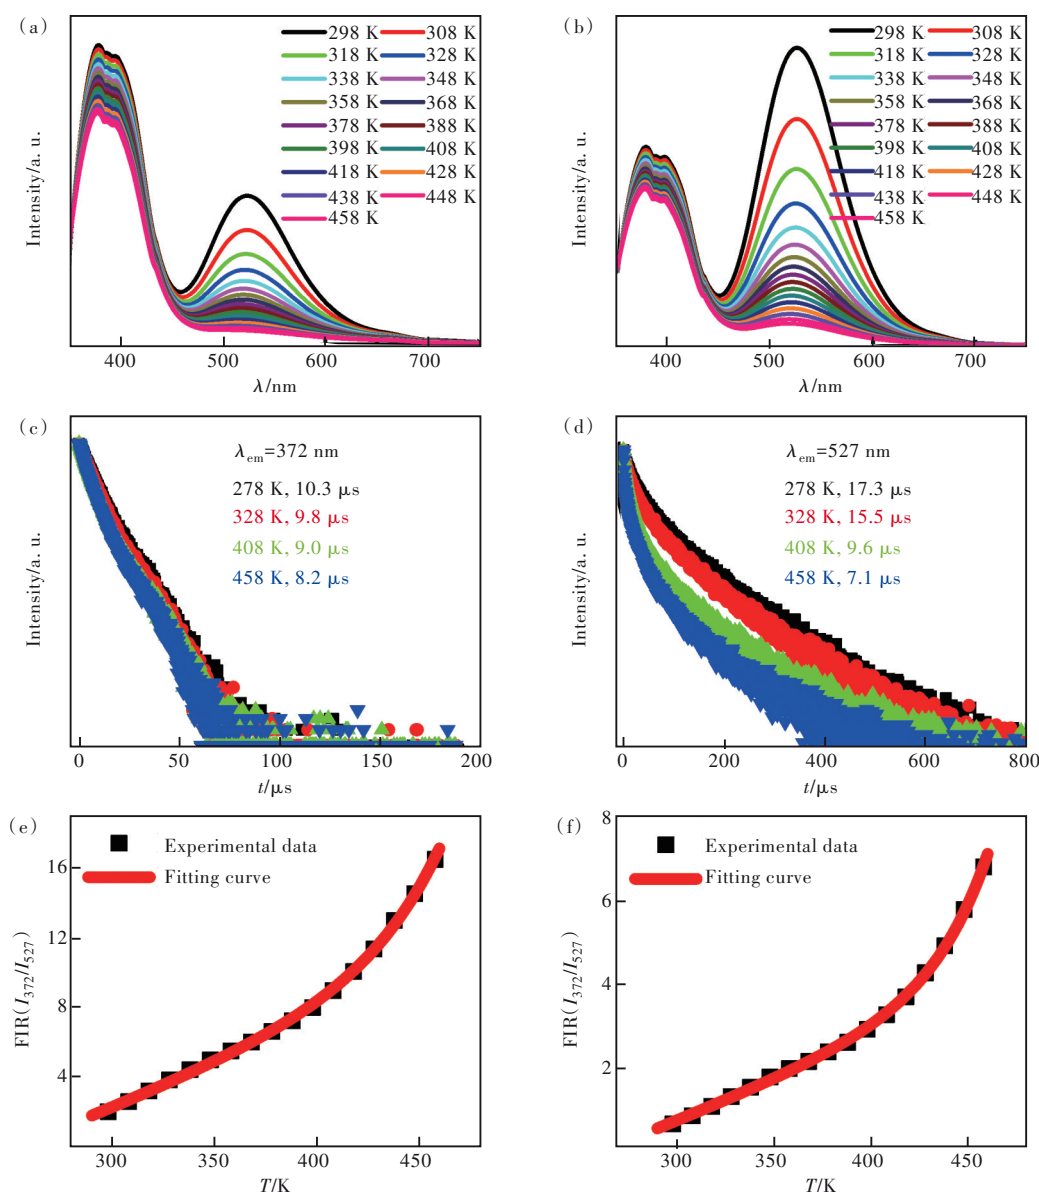 (a)
298 K 308 K
318 K 328 K
338 K 348 K
358 K 368 K
378 K 388 K
398 K 408 K
418 K 428 K
438 K 448 K
458 K
Intensity/a. u.
400 500 600 700
λ/nm
(b)
298 K 308 K
318 K 328 K
338 K 348 K
358 K 368 K
378 K 388 K
398 K 408 K
418 K 428 K
438 K 448 K
458 K
Intensity/a. u.
400 500 600 700
λ/nm
(c)
λem=372 nm
278 K, 10.3 μs
328 K, 9.8 μs
408 K, 9.0 μs
458 K, 8.2 μs
Intensity/a. u.
0 50 100 150 200
t/μs
(d)
λem=527 nm
278 K, 17.3 μs
328 K, 15.5 μs
408 K, 9.6 μs
458 K, 7.1 μs
Intensity/a. u.
0 200 400 600 800
t/μs
(e)
Experimental data
Fitting curve
16
12
8
4
FIR(I372/I527)
300 350 400 450
T/K
(f)
Experimental data
Fitting curve
8
6
4
2
FIR(I372/I527)
300 350 400 450
T/K